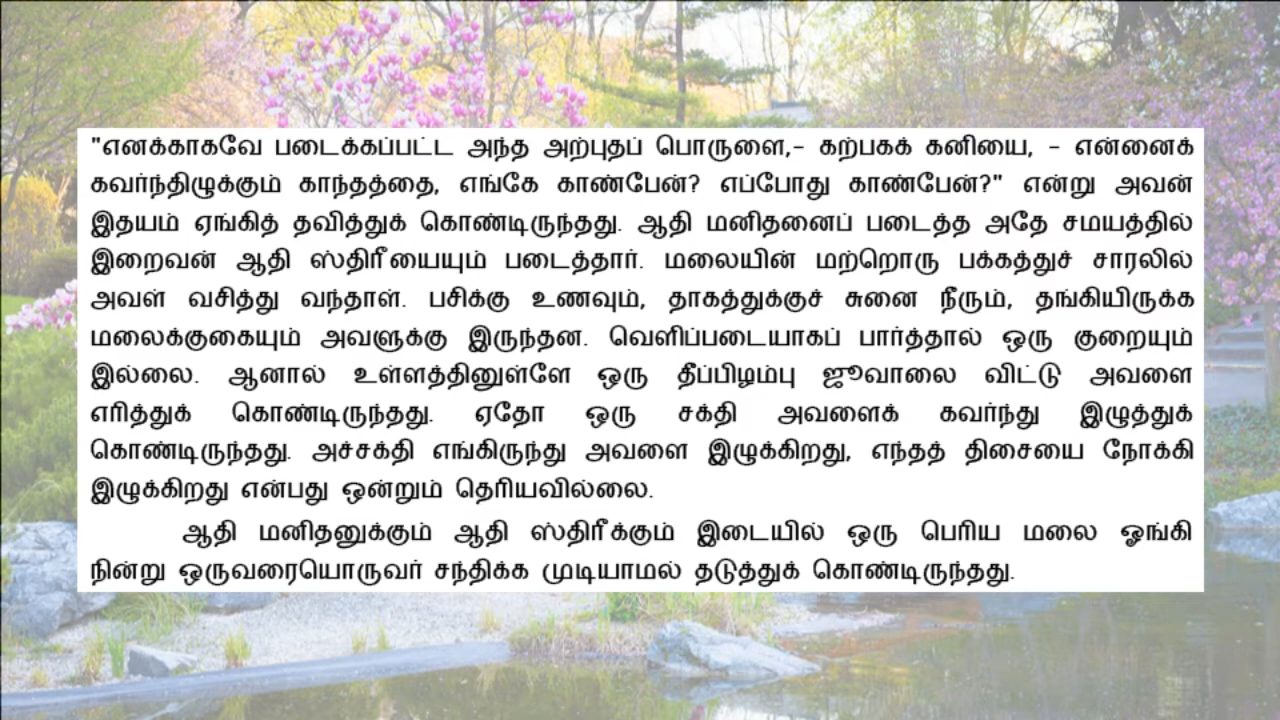 "எனக்காகவே படைக்கப்பட்ட அந்த அற்புதப் பொருளை,- கற்பகக் கனியை, - என்னைக்
கவர்ந்திழுக்கும் காந்தத்தை, எங்கே காண்பேன்? எப்போது காண்பேன்?" என்று அவன்
இதயம் ஏங்கித் தவித்துக் கொண்டிருந்தது. ஆதி மனிதனைப் படைத்த அதே சமயத்தில்
இறைவன் ஆதி ஸ்திரீயையும் படைத்தார். மலையின் மற்றொரு பக்கத்துச் சாரலில்
அவள் வசித்து வந்தாள். பசிக்கு உணவும், தாகத்துக்குச் சுனை நீரும், தங்கியிருக்க
மலைக்குகையும் அவளுக்கு இருந்தன. வெளிப்படையாகப் பார்த்தால் ஒரு குறையும்
இல்லை. ஆனால் உள்ளத்தினுள்ளே ஒரு தீப்பிழம்பு ஜூவாலை விட்டு அவளை
எரித்துக் கொண்டிருந்தது. ஏதோ ஒரு சக்தி அவளைக் கவர்ந்து இழுத்துக்
கொண்டிருந்தது. அச்சக்தி எங்கிருந்து அவளை இழுக்கிறது, எந்தத் திசையை நோக்கி
இழுக்கிறது என்பது ஒன்றும் தெரியவில்லை.
ஆதி மனிதனுக்கும் ஆதி ஸ்திரீக்கும் இடையில் ஒரு பெரிய மலை ஓங்கி
நின்று ஒருவரையொருவர் சந்திக்க முடியாமல் தடுத்துக் கொண்டிருந்தது.